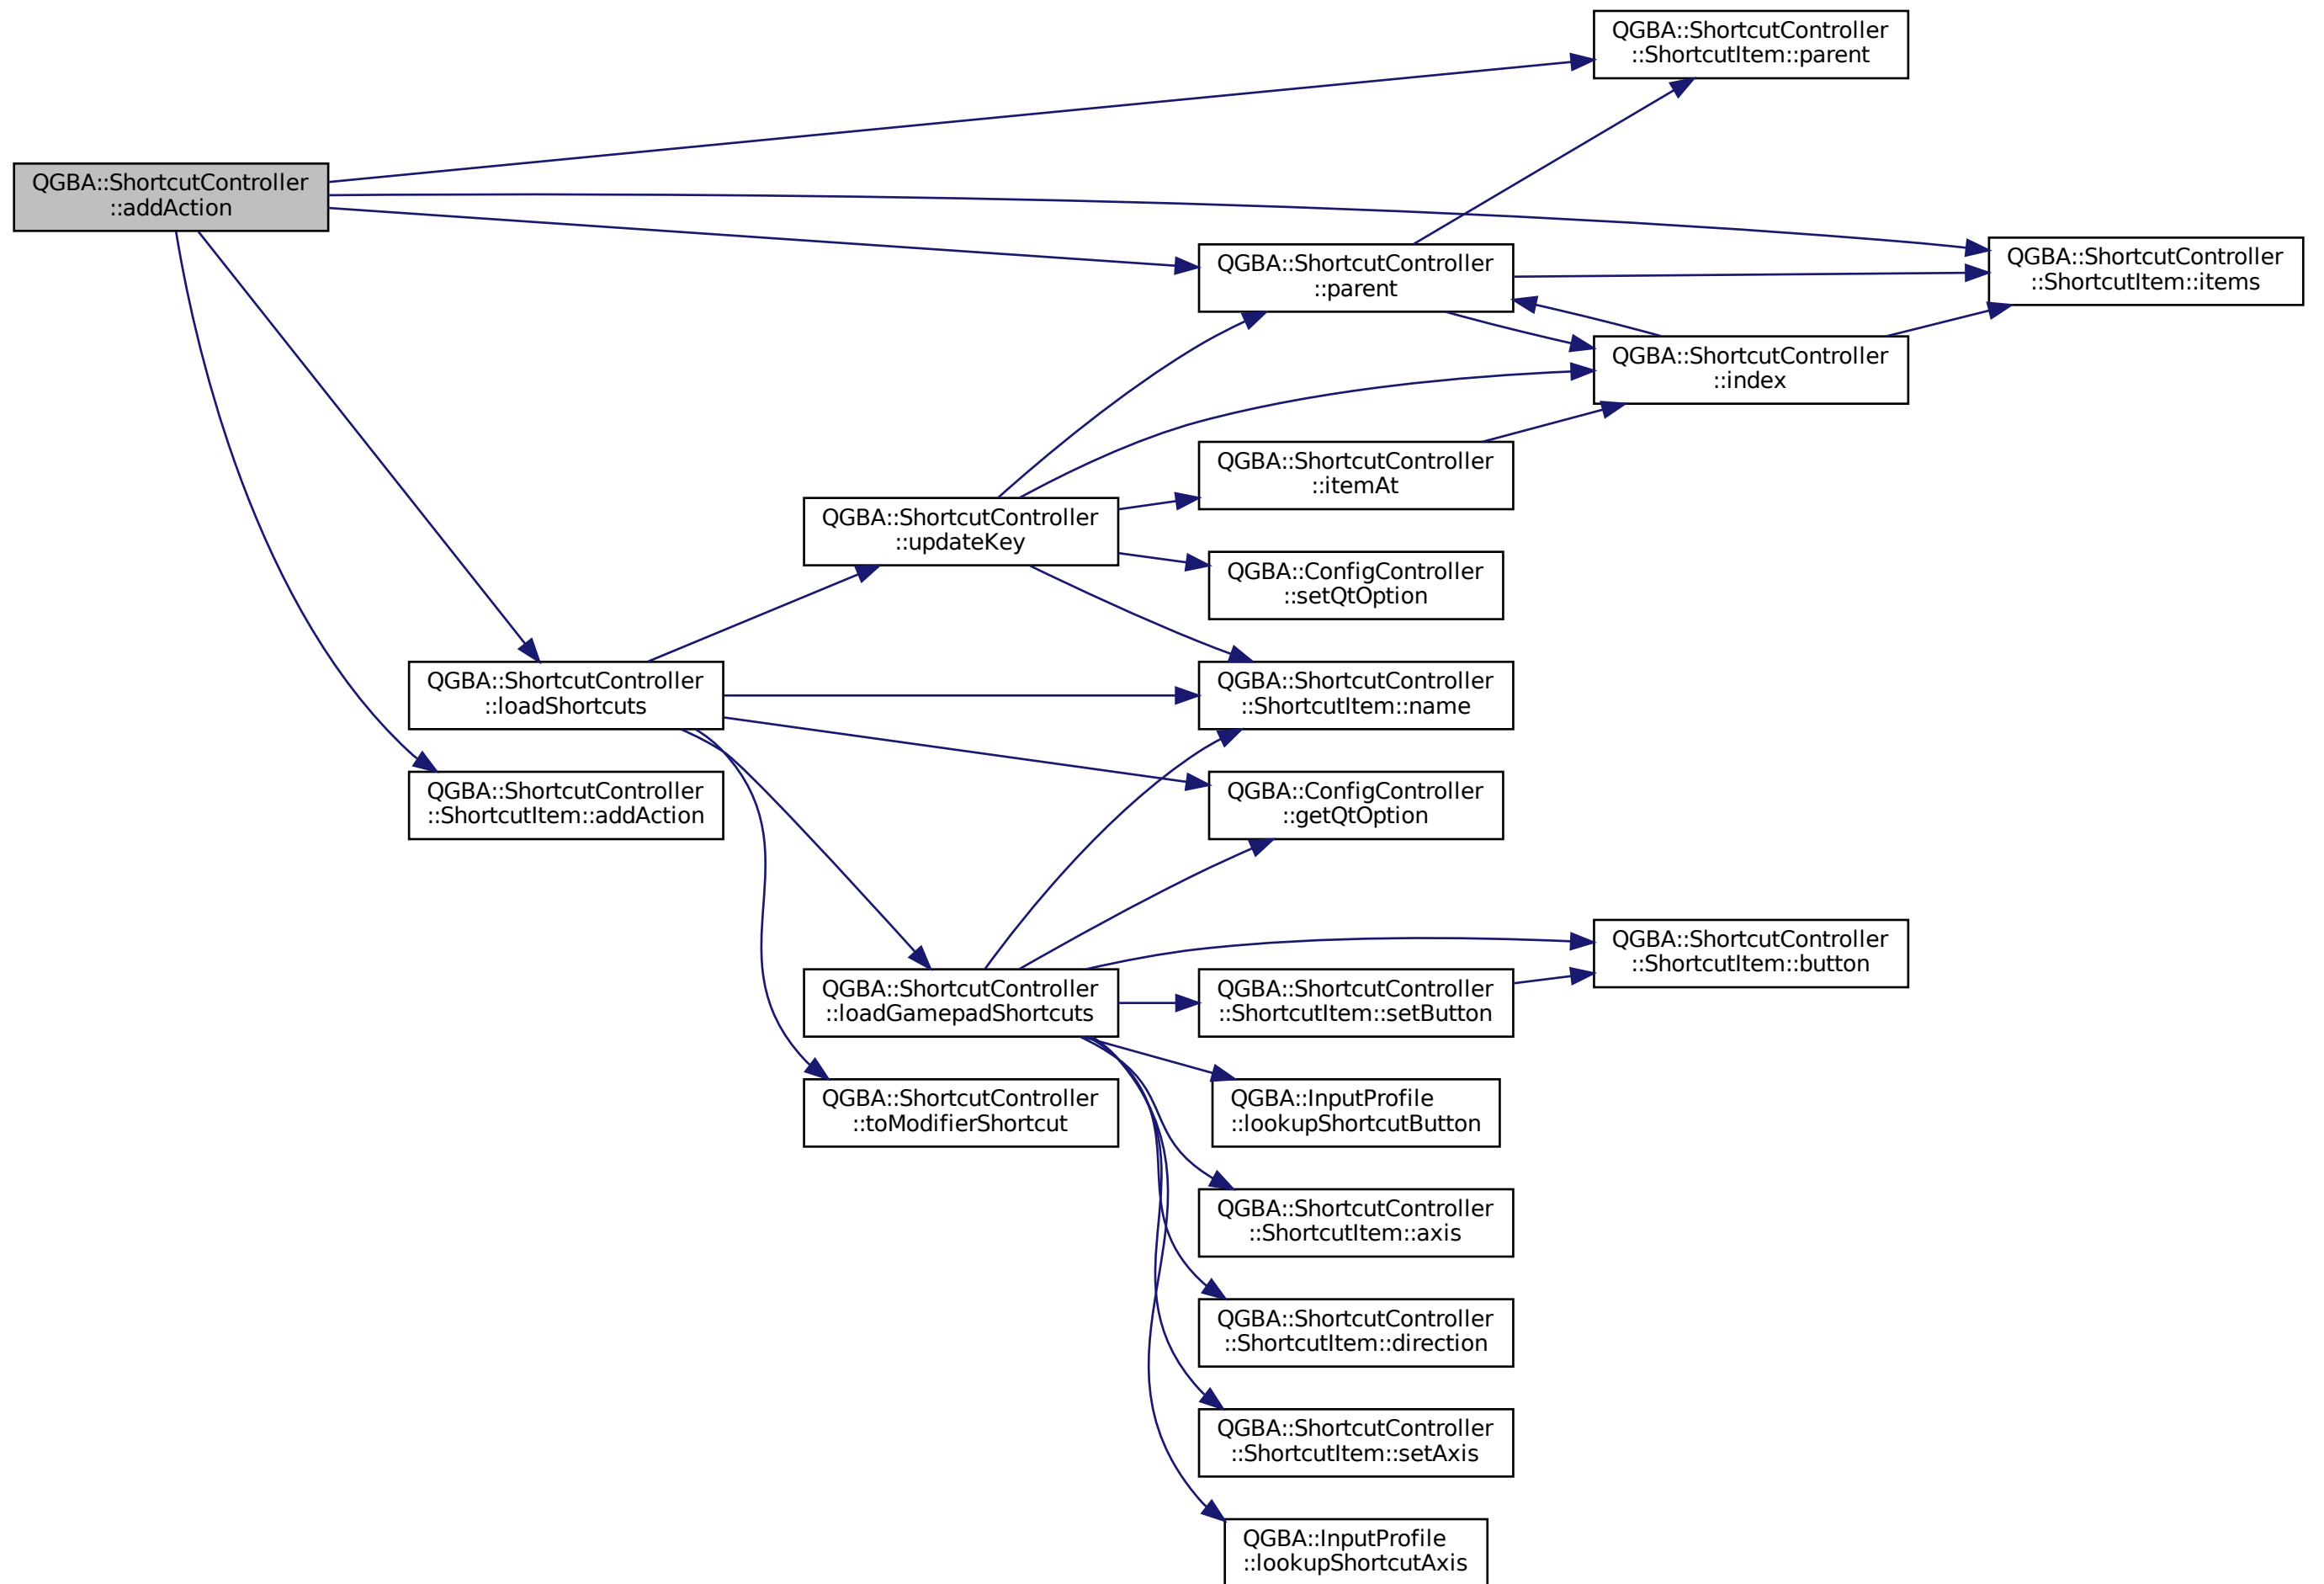 QGBA::ShortcutController
::ShortcutItem::parent
QGBA::ShortcutController
::addAction
QGBA::ShortcutController
::parent
QGBA::ShortcutController
::ShortcutItem::items
QGBA::ShortcutController
::index
QGBA::ShortcutController
::itemAt
QGBA::ShortcutController
::updateKey
QGBA::ConfigController
::setQtOption
QGBA::ShortcutController
::loadShortcuts
QGBA::ShortcutController
::ShortcutItem::name
QGBA::ShortcutController
::ShortcutItem::addAction
QGBA::ConfigController
::getQtOption
QGBA::ShortcutController
::ShortcutItem::button
QGBA::ShortcutController
::loadGamepadShortcuts
QGBA::ShortcutController
::ShortcutItem::setButton
QGBA::ShortcutController
::toModifierShortcut
QGBA::InputProfile
::lookupShortcutButton
QGBA::ShortcutController
::ShortcutItem::axis
QGBA::ShortcutController
::ShortcutItem::direction
QGBA::ShortcutController
::ShortcutItem::setAxis
QGBA::InputProfile
::lookupShortcutAxis